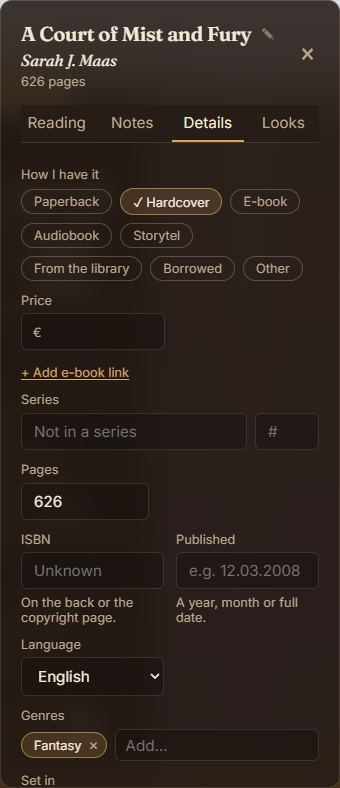 A Court of Mist and Fury
Sarah J. Maas
626 pages
Reading Notes Details Looks
How I have it
Paperback ✓ Hardcover E-book
Audiobook Storytel
From the library Borrowed Other
Price
€
+ Add e-book link
Series
Not in a series #
Pages
626
ISBN Published
Unknown e.g. 12.03.2008
On the back or the A year, month or full
copyright page. date.
Language
English
Genres
Fantasy × Add...
Set in